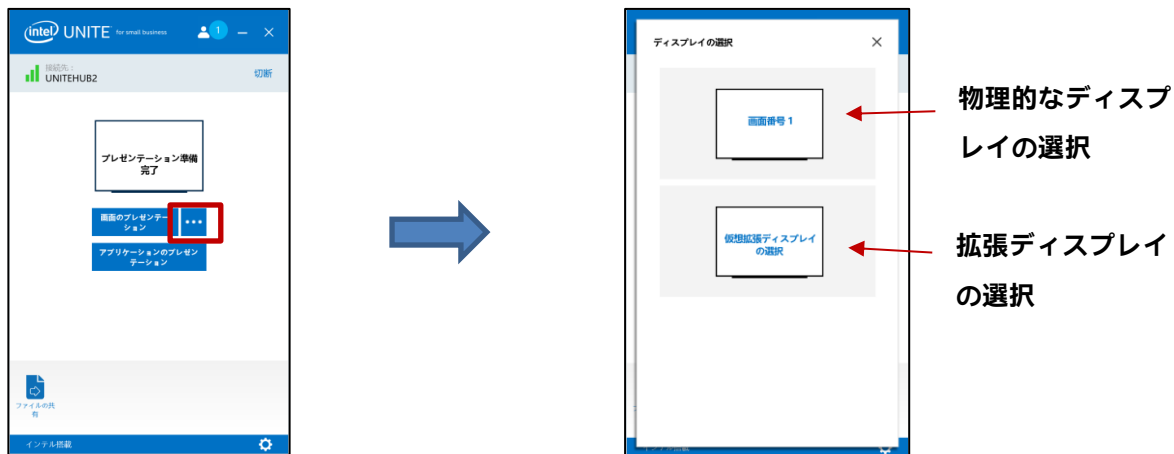 intel UNITE for small business 1
接続先:
UNITEHUB2
切断
プレゼンテーション準備
完了
画面のプレゼンテー
ション
アプリケーションのプレゼン
テーション
ファイルの共
有
インテル搭載
ディスプレイの選択
画面番号 1
仮想拡張ディスプレイ
の選択
インテル搭載
物理的なディスプ
レイの選択
拡張ディスプレイ
の選択